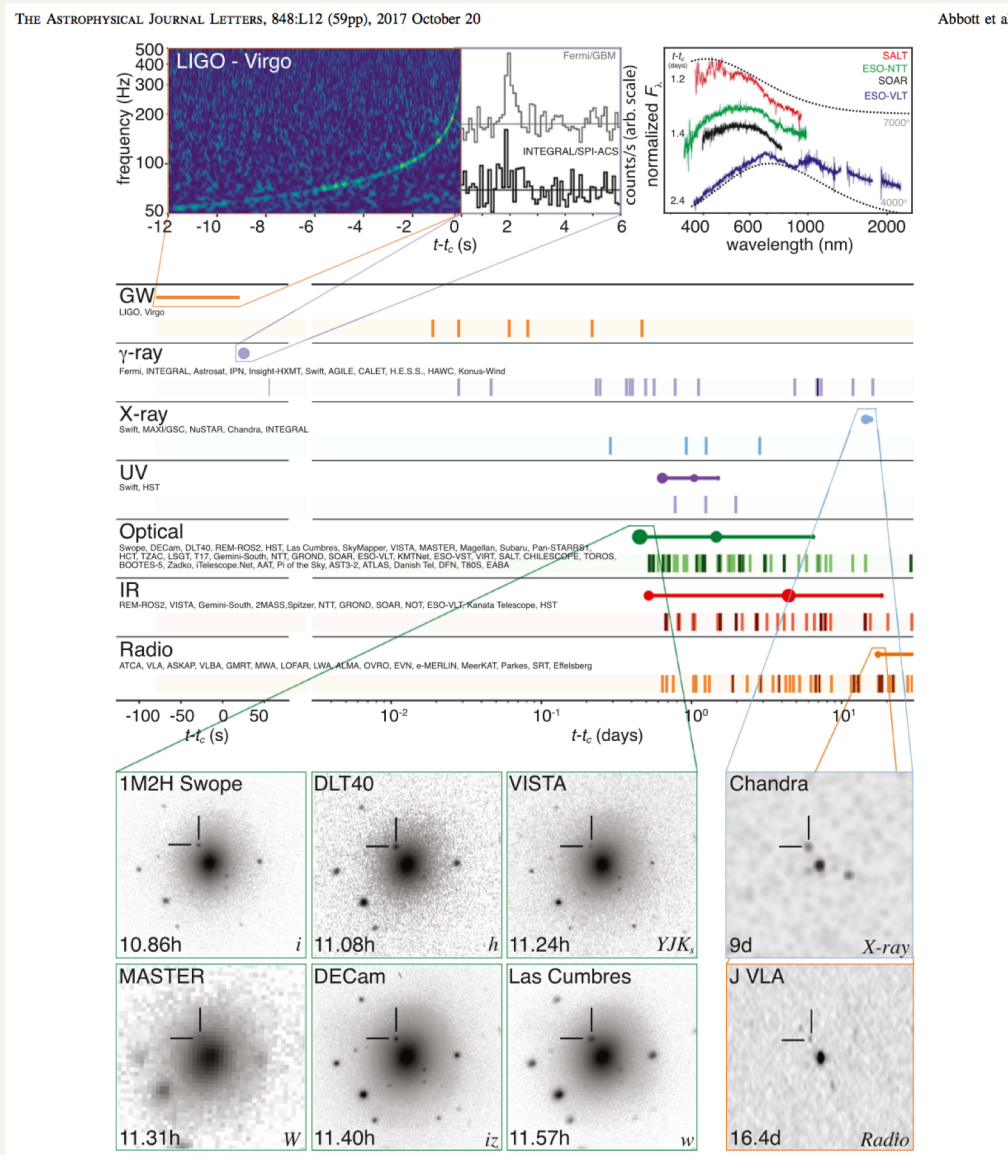 THE ASTROPHYSICAL JOURNAL LETTERS, 848:L12 (59pp), 2017 October 20
Abbott et a
LIGO - Virgo
frequency (Hz)
500
400
300
200
100
50
-12 -10 -8 -6 -4 -2 0 2 4 6
t-tc (s)
Fermi/GBM
INTEGRAL/SPI-ACS
counts/s (arb. scale)
normalized Fλ
t-tc
(days)
1.2
1.4
2.4
SALT
ESO-NTT
SOAR
ESO-VLT
7000°
4000°
400 600 1000 2000
wavelength (nm)
GW
LIGO, Virgo
γ-ray
Fermi, INTEGRAL, Astrosat, IPN, Insight-HXMT, Swift, AGILE, CALET, H.E.S.S., HAWC, Konus-Wind
X-ray
Swift, MAXI/GSC, NuSTAR, Chandra, INTEGRAL
UV
Swift, HST
Optical
Swope, DECam, DLT40, REM-ROS2, HST, Las Cumbres, SkyMapper, VISTA, MASTER, Magellan, Subaru, Pan-STARRS1,
HCT, TZAC, LSGT, T17, Gemini-South, NTT, GROND, SOAR, ESO-VLT, KMTNet, ESO-VST, VIRT, SALT, CHILESCOPE, TOROS,
BOOTES-5, Zadko, iTelescope.Net, AAT, Pi of the Sky, AST3-2, ATLAS, Danish Tel, DFN, T80S, EABA
IR
REM-ROS2, VISTA, Gemini-South, 2MASS,Spitzer, NTT, GROND, SOAR, NOT, ESO-VLT, Kanata Telescope, HST
Radio
ATCA, VLA, ASKAP, VLBA, GMRT, MWA, LOFAR, LWA, ALMA, OVRO, EVN, e-MERLIN, MeerKAT, Parkes, SRT, Effelsberg
-100 -50 0 50
t-tc (s)
10⁻² 10⁻¹ 10⁰ 10¹
t-tc (days)
1M2H Swope
10.86h
i
DLT40
11.08h
h
VISTA
11.24h
YJKs
Chandra
9d
X-ray
MASTER
11.31h
W
DECam
11.40h
iz
Las Cumbres
11.57h
w
J VLA
16.4d
Radio